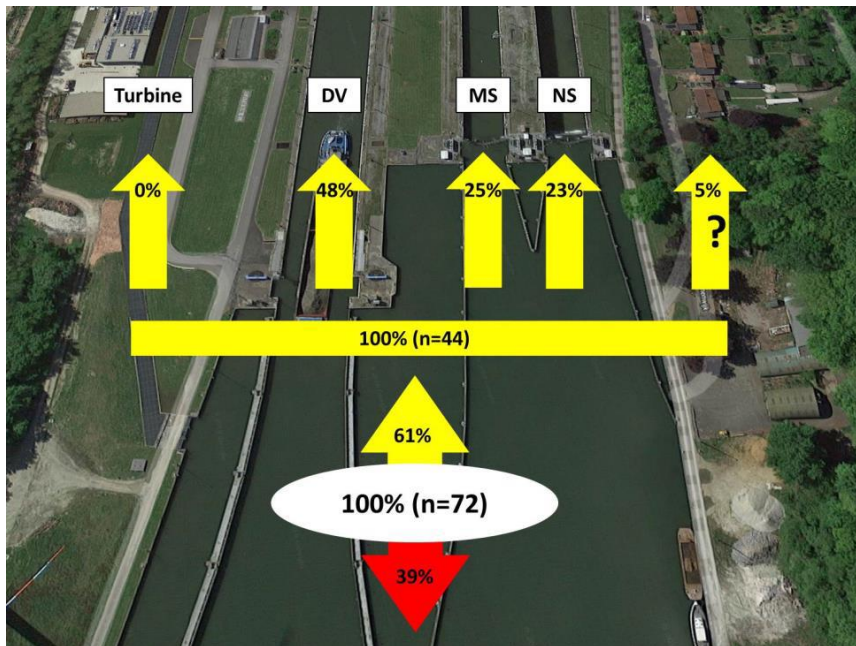 Turbine
DV
MS
NS
0%
48%
25%
23%
5%
?
100% (n=44)
61%
100% (n=72)
39%